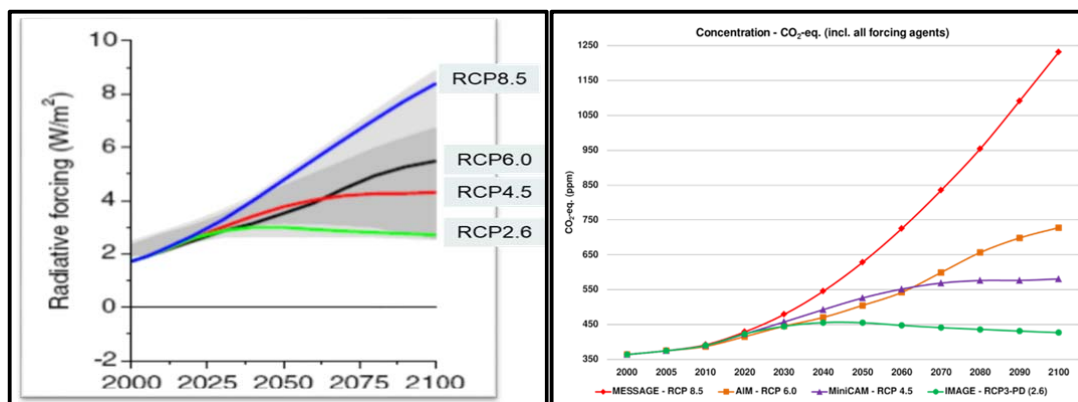 10
8
6
4
2
0
-2
Radiative forcing (W/m²)
2000 2025 2050 2075 2100
RCP8.5
RCP6.0
RCP4.5
RCP2.6
Concentration - CO₂-eq. (incl. all forcing agents)
1250
1150
1050
950
850
750
650
550
450
350
CO₂-eq. (ppm)
2000 2005 2010 2020 2030 2040 2050 2060 2070 2080 2090 2100
MESSAGE - RCP 8.5 AIM - RCP 6.0 MiniCAM - RCP 4.5 IMAGE - RCP3-PD (2.6)